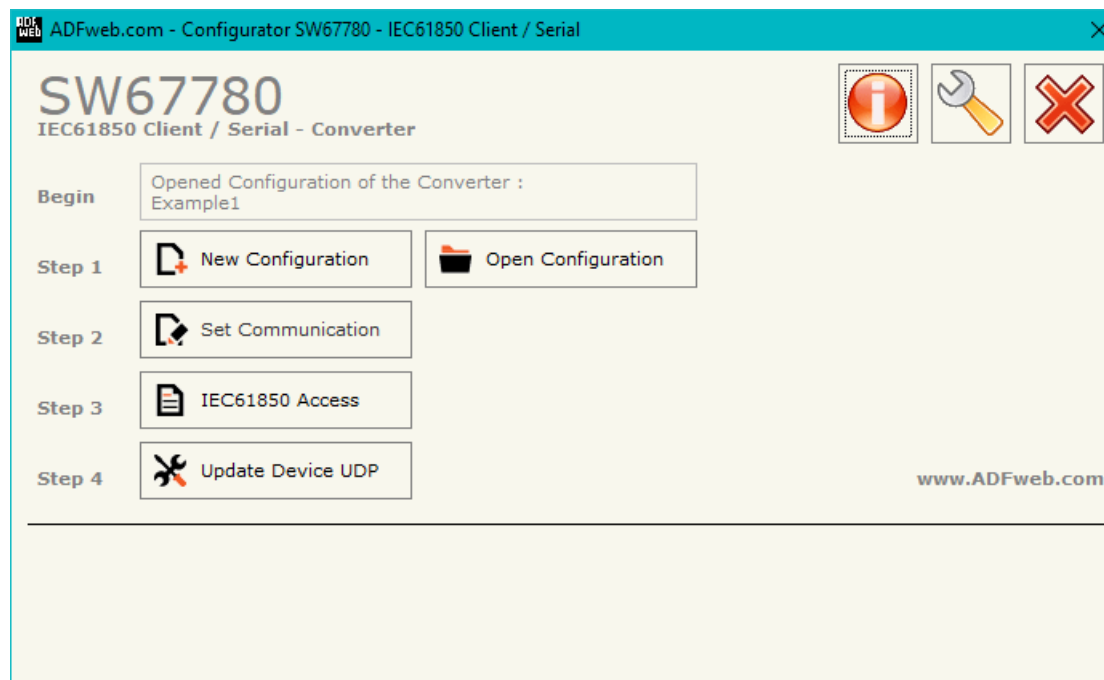 ADF
WEB
ADFweb.com - Configurator SW67780 - IEC61850 Client / Serial
SW67780
IEC61850 Client / Serial - Converter
Begin
Opened Configuration of the Converter :
Example1
Step 1
New Configuration
Open Configuration
Step 2
Set Communication
Step 3
IEC61850 Access
Step 4
Update Device UDP
www.ADFweb.com